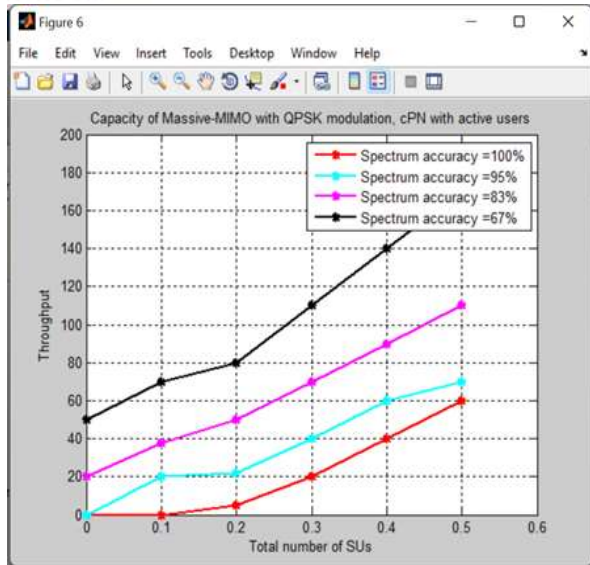 Figure 6
File Edit View Insert Tools Desktop Window Help
Capacity of Massive-MIMO with QPSK modulation, cPN with active users
200
180
160
140
120
100
80
60
40
20
0
Throughput
Spectrum accuracy =100%
Spectrum accuracy =95%
Spectrum accuracy =83%
Spectrum accuracy =67%
0 0.1 0.2 0.3 0.4 0.5 0.6
Total number of SUs